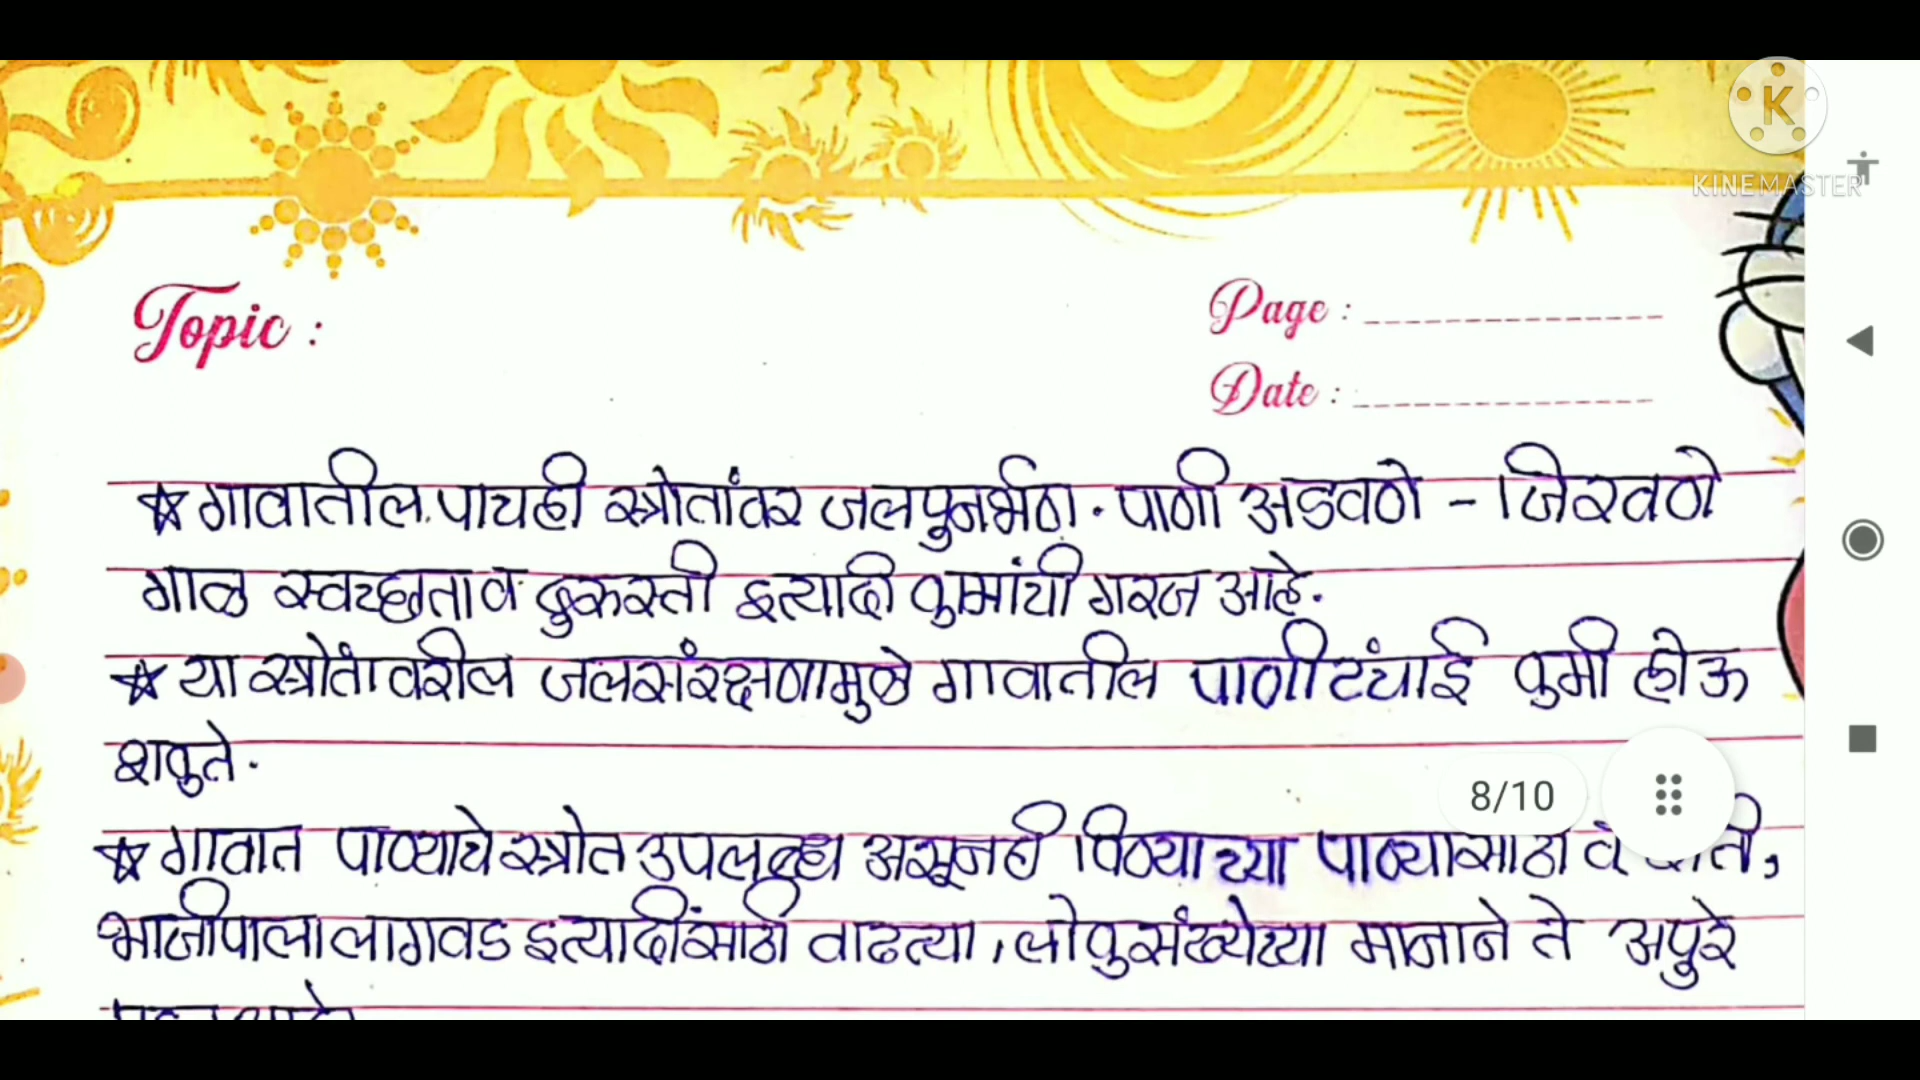 KINEMASTER
Topic :
Page :
Date :
☆ गावातील पाचही स्त्रोतांवर जलपुनर्भण. पाणी अडवणे - जिरवणे
गाळ स्वच्छता व दुरुस्ती इत्यादी कामांची गरज आहे.
☆ या स्त्रोतांवरील जलसंरक्षणामुळे गावातील पाणीटंचाई कमी होऊ
शकते.
8/10
☆ गावात पाण्याचे स्त्रोत उपलब्ध असूनही पिण्याच्या पाण्यासाठी
भाजीपाला लागवड इत्यादींसाठी वाढत्या, लोकसंख्येच्या मानाने ते अपुरे